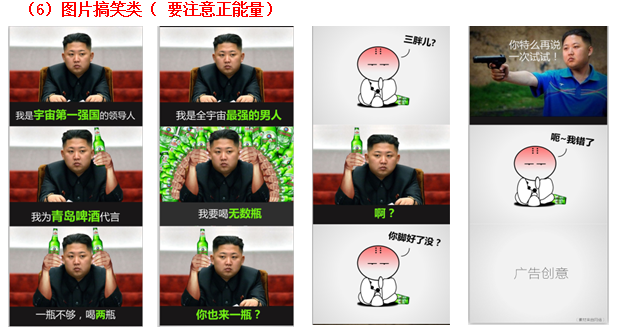 （6）图片搞笑类（ 要注意正能量）
我是宇宙第一强国的领导人
我为青岛啤酒代言
一瓶不够，喝两瓶
我是全宇宙最强的男人
我要喝无数瓶
你也来一瓶？
三胖儿？
啊？
你脚好了没？
你特么再说
一次试试！
呃~我错了
广告创意